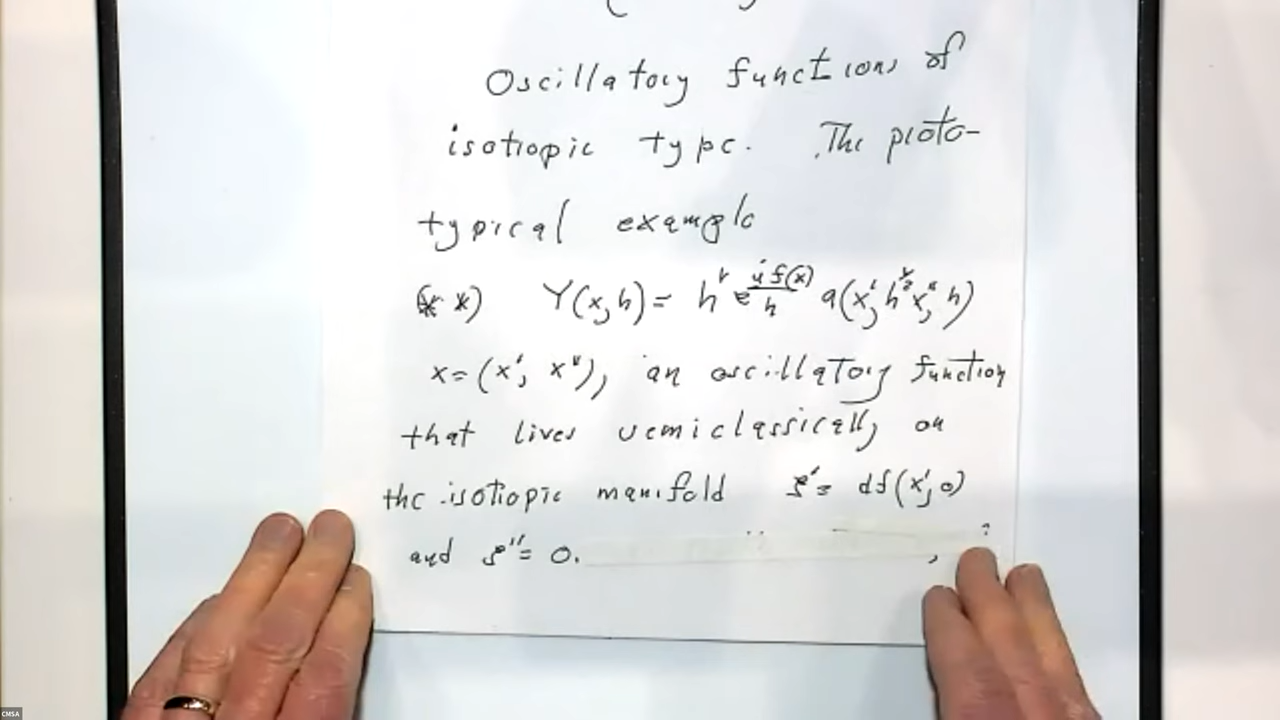 Oscillatory functions of
isotropic type. The proto-
typical example
(* *) Υ(x, h) = h^r e^{i f(x)/h} a(x', h^{1/2} x'', h)
x = (x', x''), an oscillatory function
that lives semiclassically on
the isotropic manifold ξ' = df(x', 0)
and ξ'' = 0.
CMSA